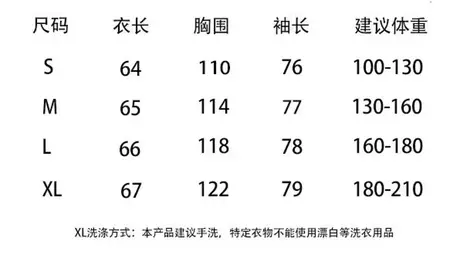 尺码 衣长 胸围 袖长 建议体重
S 64 110 76 100-130
M 65 114 77 130-160
L 66 118 78 160-180
XL 67 122 79 180-210
XL洗涤方式：本产品建议手洗，特定衣物不能使用漂白等洗衣用品